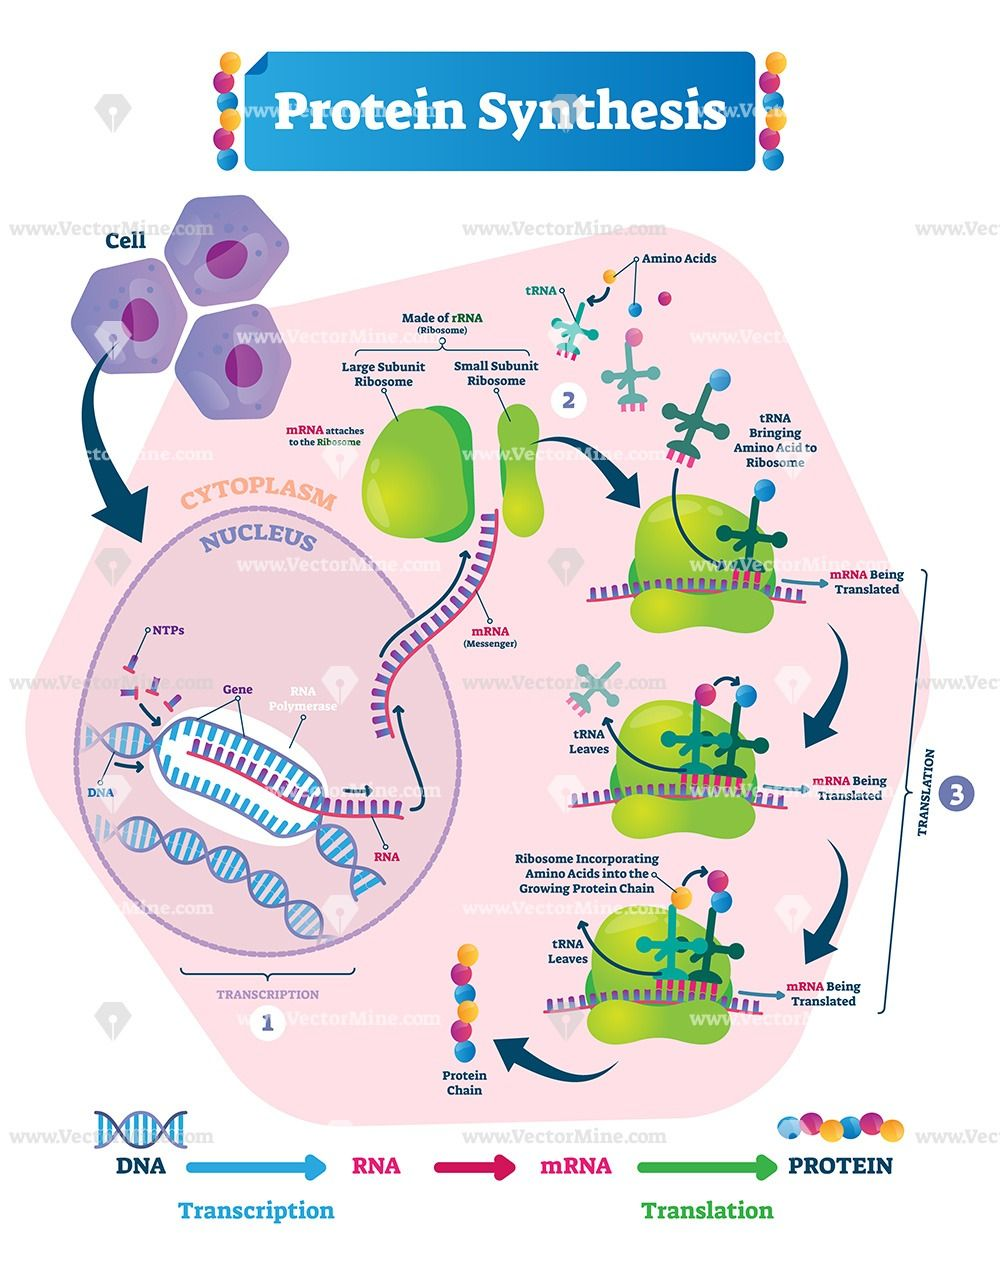 Protein Synthesis
Cell
Amino Acids
tRNA
Made of rRNA
(Ribosome)
Large Subunit
Ribosome
Small Subunit
Ribosome
2
mRNA attaches
to the Ribosome
tRNA
Bringing
Amino Acid to
Ribosome
CYTOPLASM
NUCLEUS
mRNA Being
Translated
mRNA
(Messenger)
NTPs
Gene
RNA
Polymerase
DNA
RNA
tRNA
Leaves
mRNA Being
Translated
TRANSLATION
3
Ribosome Incorporating
Amino Acids into the
Growing Protein Chain
tRNA
Leaves
mRNA Being
Translated
TRANSCRIPTION
1
Protein
Chain
DNA
RNA
mRNA
PROTEIN
Transcription
Translation
www.VectorMine.com